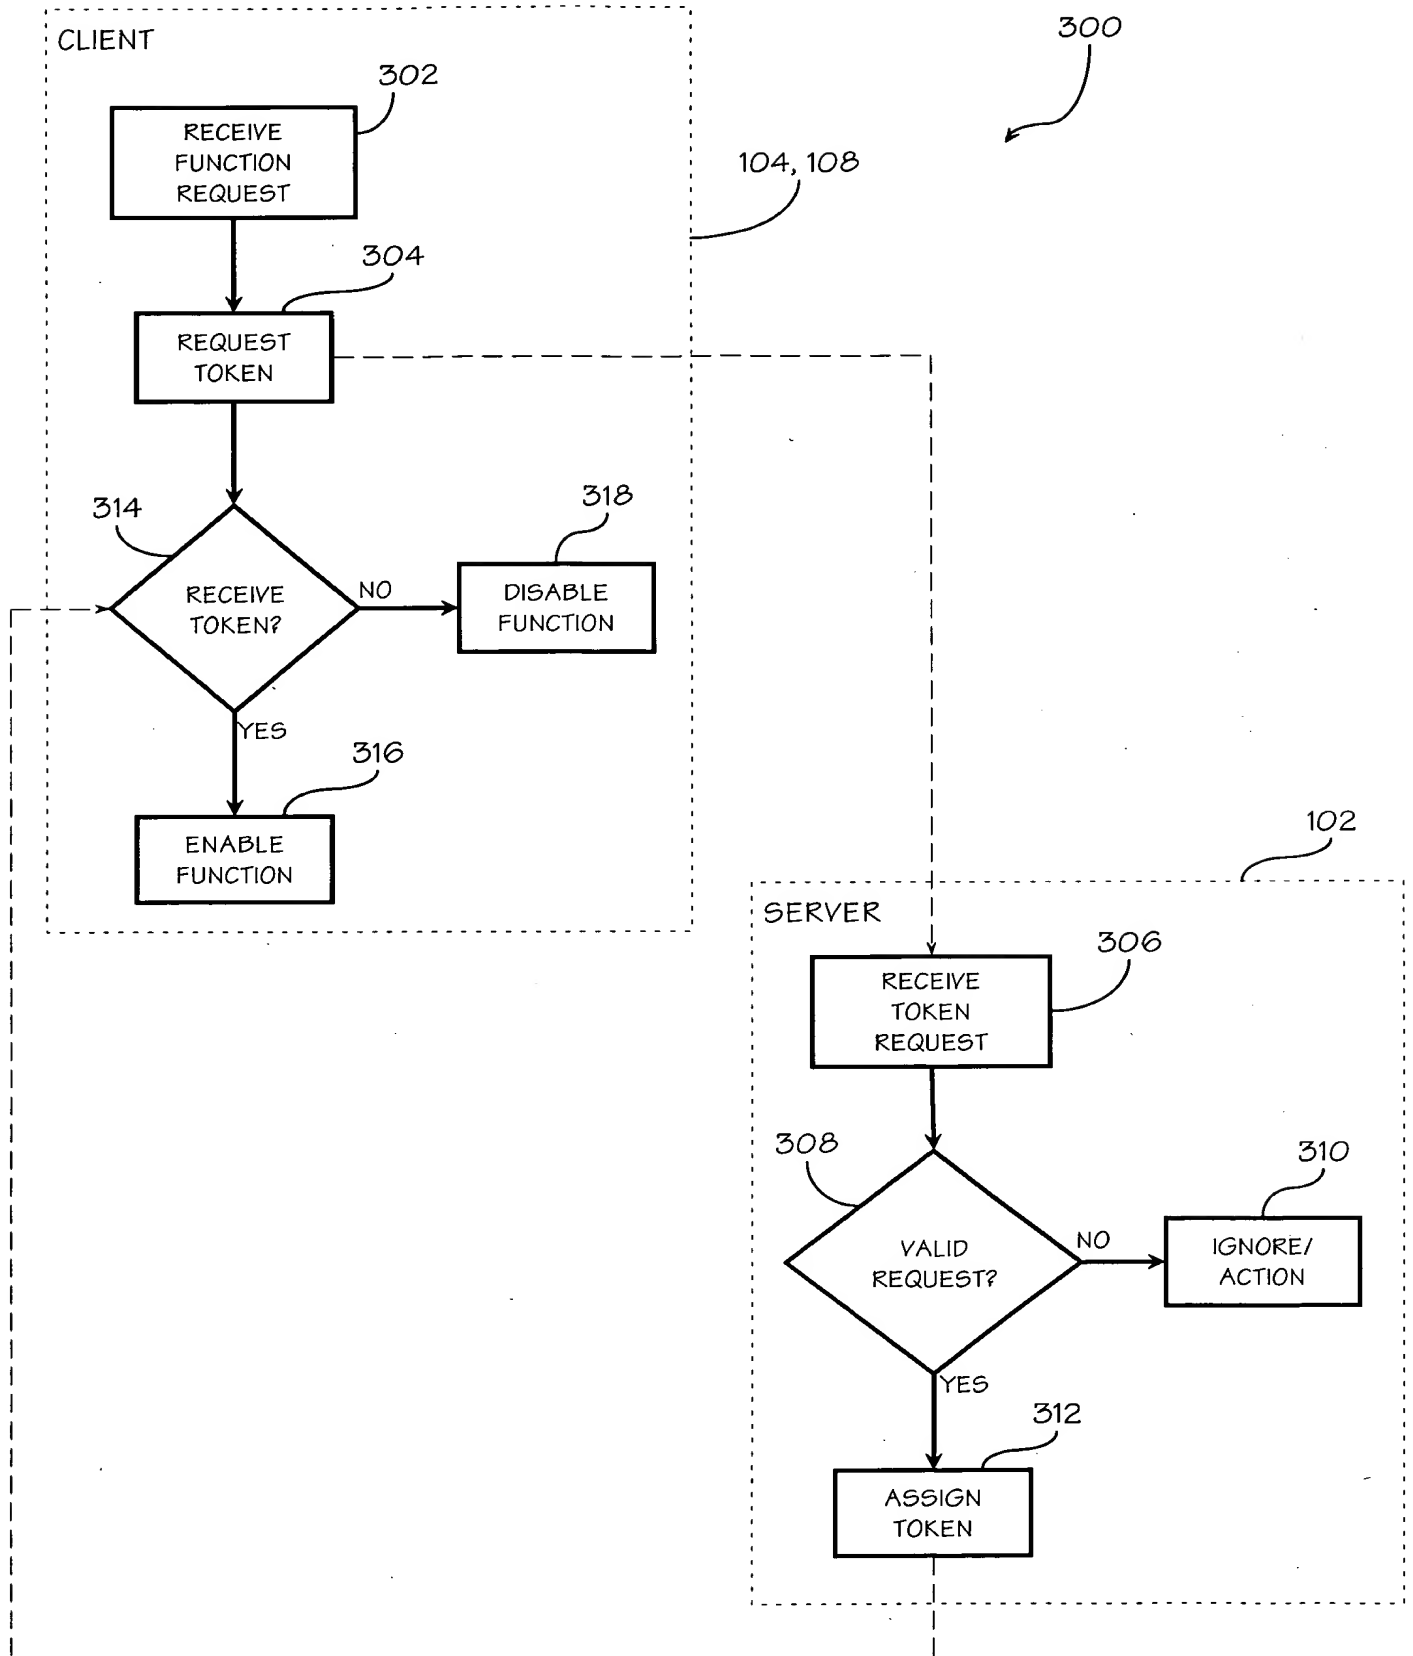 300
CLIENT
302
RECEIVE
FUNCTION
REQUEST
104, 108
304
REQUEST
TOKEN
314
318
RECEIVE
TOKEN?
NO
DISABLE
FUNCTION
YES
316
ENABLE
FUNCTION
102
SERVER
306
RECEIVE
TOKEN
REQUEST
308
310
VALID
REQUEST?
NO
IGNORE/
ACTION
YES
312
ASSIGN
TOKEN